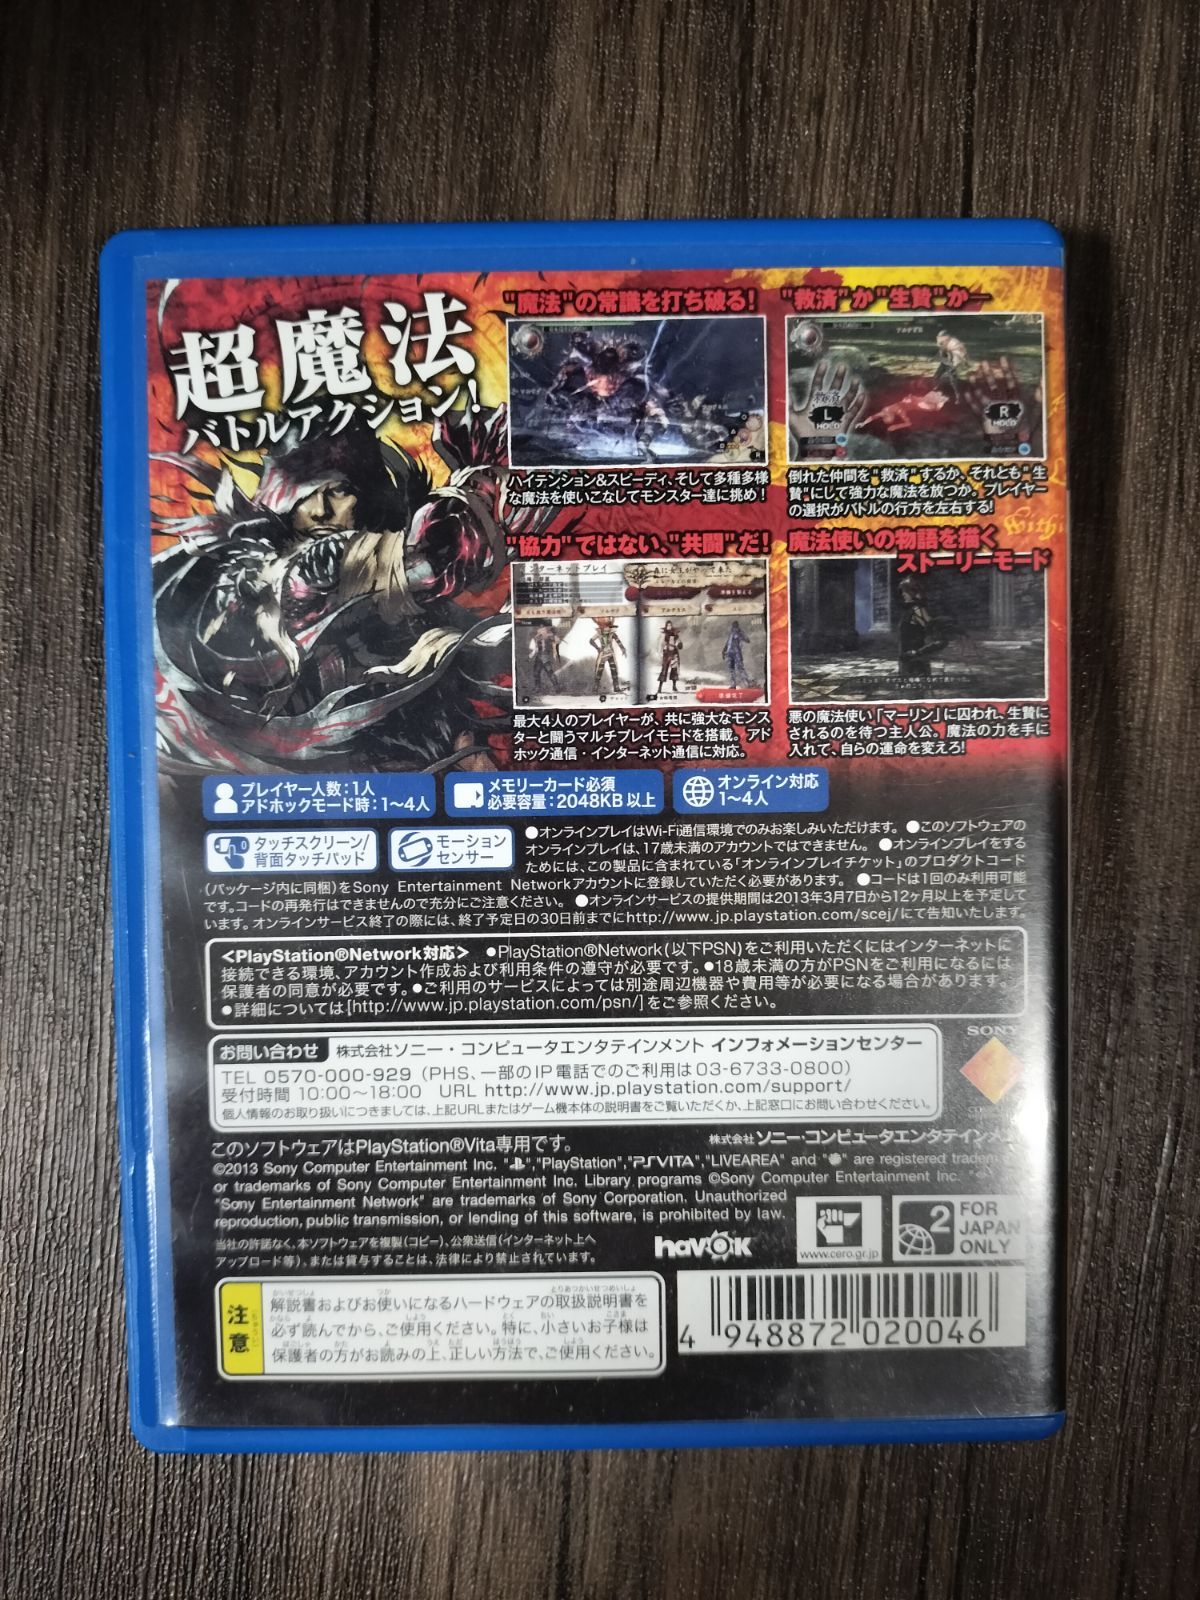 超魔法
バトルアクション!
"魔法"の常識を打ち破る!
ハイテンション&スピーディ、そして多種多様
な魔法を使いこなしてモンスター達に挑め!
"救済"か"生贄"か―
救済
L
HOLD
R
HOLD
倒れた仲間を"救済"するか、それとも"生
贄"にして強力な魔法を放つか。プレイヤー
の選択がバトルの行方を左右する!
"協力"ではない、"共闘"だ!
最大4人のプレイヤーが、共に強大なモンス
ターと闘うマルチプレイモードを搭載。アド
ホック通信・インターネット通信に対応。
魔法使いの物語を描く
ストーリーモード
悪の魔法使い「マーリン」に囚われ、生贄に
されるのを待つ主人公。魔法の力を手に
入れて、自らの運命を変えろ!
プレイヤー人数:1人
アドホックモード時:1〜4人
メモリーカード必須
必要容量:2048KB以上
オンライン対応
1〜4人
タッチスクリーン/
背面タッチパッド
モーション
センサー
●オンラインプレイはWi-Fi通信環境でのみお楽しみいただけます。 ●このソフトウェアの
オンラインプレイは、17歳未満のアカウントではできません。 ●オンラインプレイをする
ためには、この製品に含まれている「オンラインプレイチケット」のプロダクトコード
(パッケージ内に同梱)をSony Entertainment Networkアカウントに登録していただく必要があります。 ●コードは1回のみ利用可能
です。コードの再発行はできませんので充分にご注意ください。 ●オンラインサービスの提供期間は2013年3月7日から12ヶ月以上を予定して
います。オンラインサービス終了の際には、終了予定日の30日前までにhttp://www.jp.playstation.com/scej/にて告知いたします。
<PlayStation®Network対応> ●PlayStation®Network(以下PSN)をご利用いただくにはインターネットに
接続できる環境、アカウント作成および利用条件の遵守が必要です。●18歳未満の方がPSNをご利用になるには
保護者の同意が必要です。●ご利用のサービスによっては別途周辺機器や費用等が必要になる場合があります。
●詳細については[http://www.jp.playstation.com/psn/]をご参照ください。
お問い合わせ 株式会社ソニー・コンピュータエンタテインメント インフォメーションセンター
TEL 0570-000-929 (PHS、一部のIP電話でのご利用は03-6733-0800)
受付時間 10:00〜18:00 URL http://www.jp.playstation.com/support/
個人情報のお取り扱いにつきましては、上記URLまたはゲーム機本体の説明書をご覧いただくか、上記窓口にお問い合わせください。
SONY
このソフトウェアはPlayStation®Vita専用です。
株式会社 ソニー・コンピュータエンタテイン
©2013 Sony Computer Entertainment Inc. "","PlayStation","PSVITA","LIVEAREA" and "" are registered
or trademarks of Sony Computer Entertainment Inc. Library programs ©Sony Computer Entertainment Inc.
"Sony Entertainment Network" are trademarks of Sony Corporation. Unauthorized
reproduction, public transmission, or lending of this software, is prohibited by law.
当社の許諾なく、本ソフトウェアを複製(コピー)、公衆送信(インターネット上へ
アップロード等)、または貸与することは、法律により禁止されています。
havok
www.cero.gr.jp
2
FOR
JAPAN
ONLY
注意
解説書およびお使いになるハードウェアの取扱説明書を
必ず読んでから、ご使用ください。特に、小さいお子様は
保護者の方がお読みの上、正しい方法で、ご使用ください。
4 948872 020046